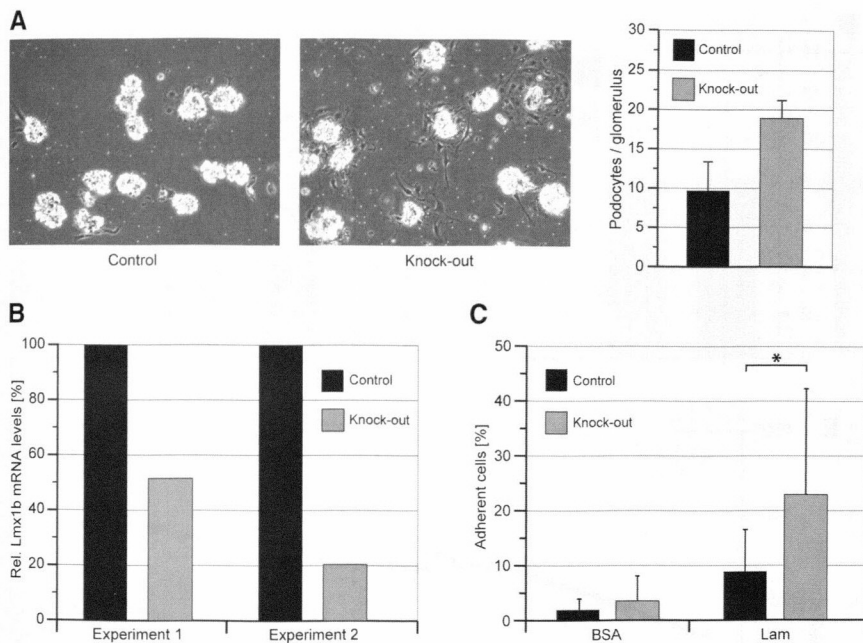 A
Control
Knock-out
Podocytes / glomerulus
30
25
20
15
10
5
0
Control
Knock-out
B
Rel. Lmx1b mRNA levels [%]
100
80
60
40
20
0
Control
Knock-out
Experiment 1
Experiment 2
C
Adherent cells [%]
50
40
30
20
10
0
Control
Knock-out
*
BSA
Lam